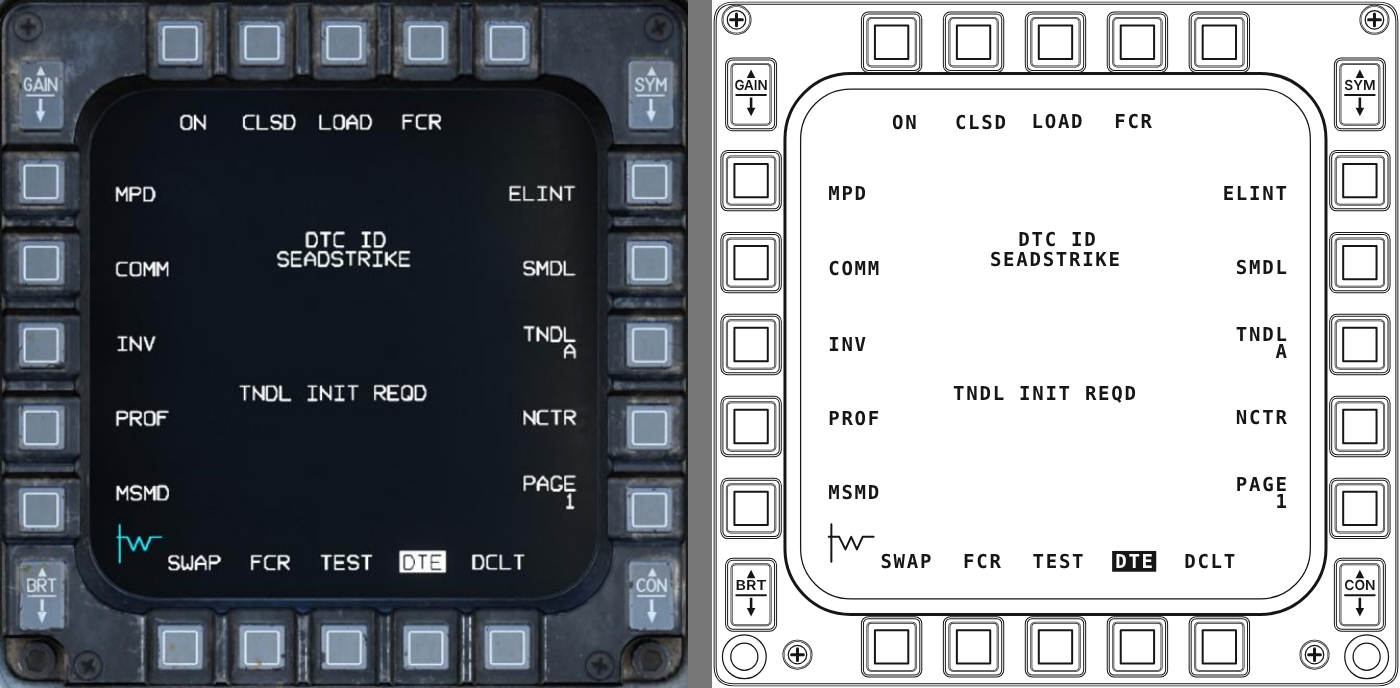 GAIN
SYM
ON CLSD LOAD FCR
MPD
ELINT
DTC ID
SEADSTRIKE
COMM
SMDL
INV
TNDL
A
TNDL INIT REQD
PROF
NCTR
MSMD
PAGE
1
SWAP FCR TEST DTE DCLT
BRT
CON
GAIN
SYM
ON CLSD LOAD FCR
MPD
ELINT
DTC ID
SEADSTRIKE
COMM
SMDL
INV
TNDL
A
TNDL INIT REQD
PROF
NCTR
MSMD
PAGE
1
SWAP FCR TEST DTE DCLT
BRT
CON